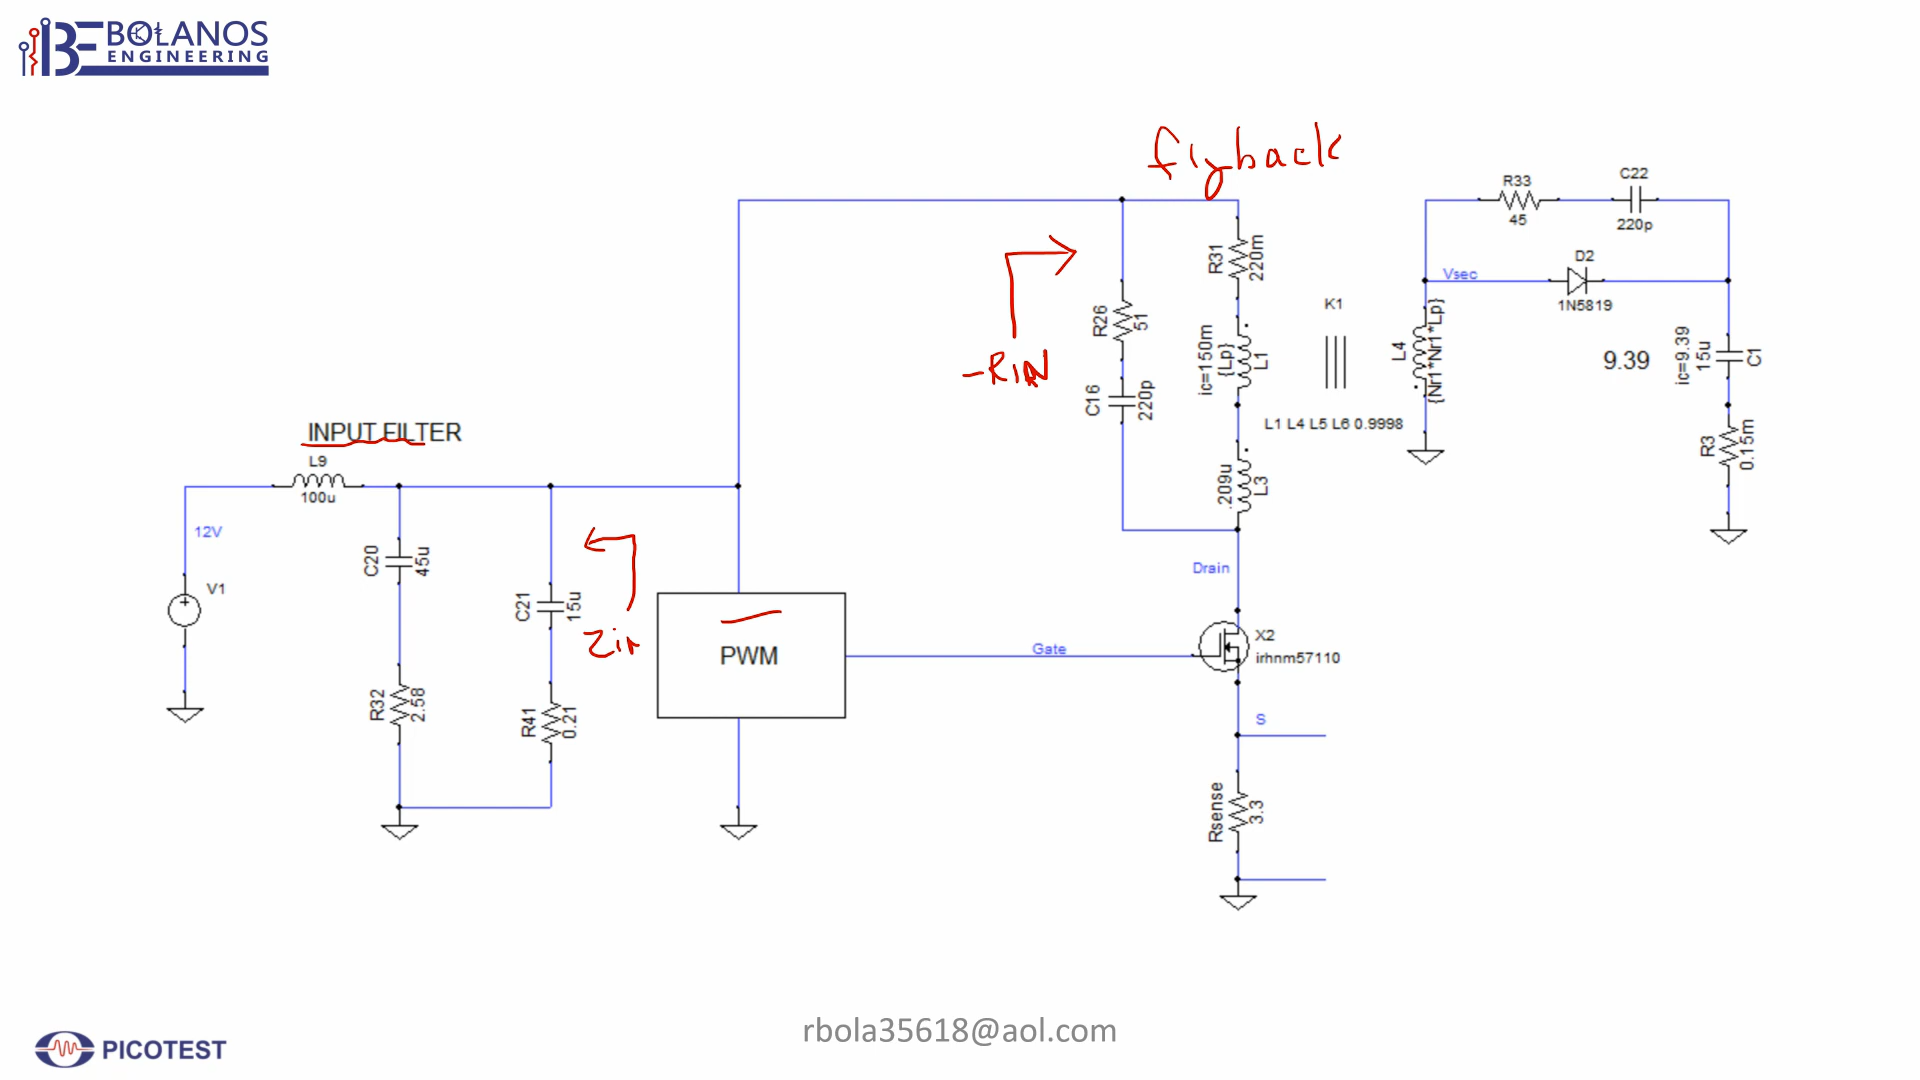 BOLANOS
ENGINEERING
flyback
R33
45
C22
220p
Vsec
D2
1N5819
R31
220m
K1
R26
51
ic=150m
{Lp}
L1
L4
{Nr1*Nr1*Lp}
9.39
ic=9.39
15u
C1
-RIN
C16
220p
L1 L4 L5 L6 0.9998
R3
0.15m
INPUT FILTER
L9
100u
.209u
L3
12V
V1
C20
45u
C21
15u
Zin
Drain
PWM
Gate
X2
irhnm57110
R32
2.58
R41
0.21
S
Rsense
3.3
rbola35618@aol.com
PICOTEST